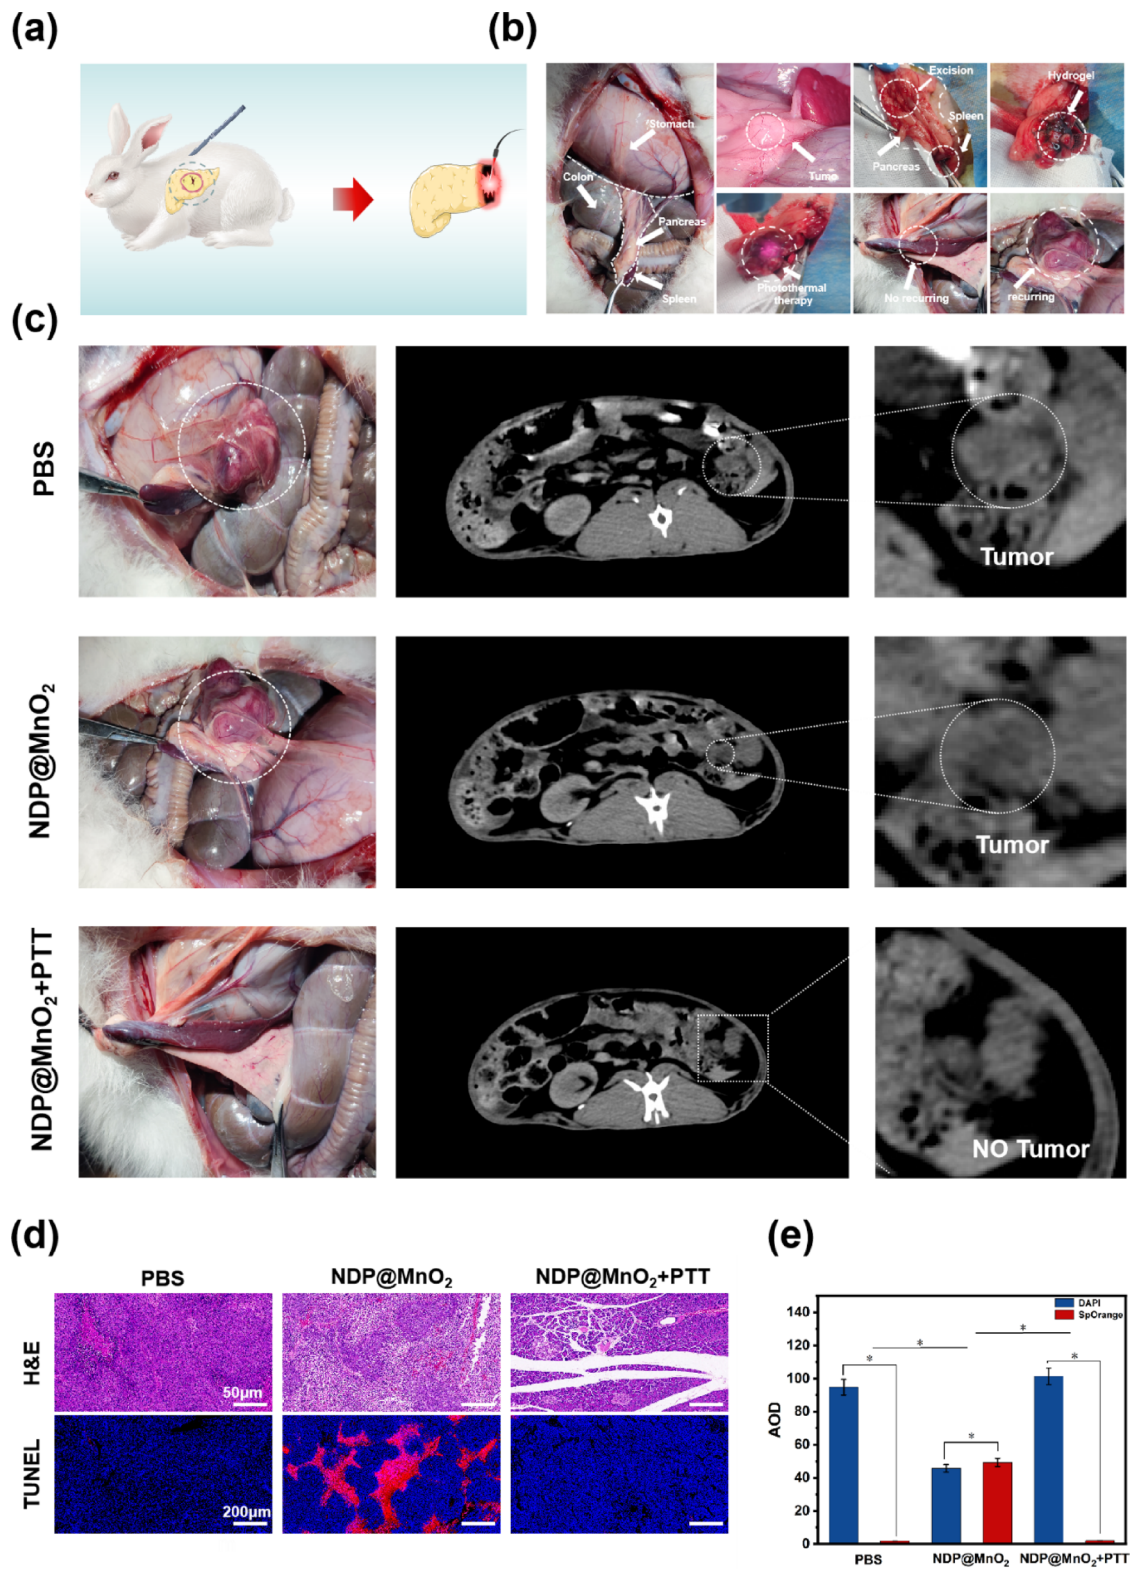 (a)
(b)
Stomach
Colon
Pancreas
Spleen
Tumo
Excision
Spleen
Pancreas
Hydrogel
Photothermal
therapy
No recurring
recurring
(c)
PBS
Tumor
NDP@MnO₂
Tumor
NDP@MnO₂+PTT
NO Tumor
(d)
PBS
NDP@MnO₂
NDP@MnO₂+PTT
H&E
50μm
TUNEL
200μm
(e)
DAPI
SpOrange
AOD
140
120
100
80
60
40
20
0
*
*
*
*
*
PBS
NDP@MnO₂
NDP@MnO₂+PTT